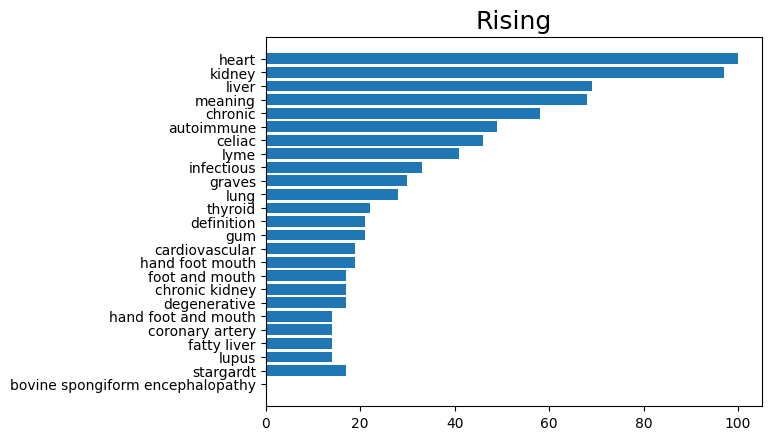 Rising
heart
kidney
liver
meaning
chronic
autoimmune
celiac
lyme
infectious
graves
lung
thyroid
definition
gum
cardiovascular
hand foot mouth
foot and mouth
chronic kidney
degenerative
hand foot and mouth
coronary artery
fatty liver
lupus
stargardt
bovine spongiform encephalopathy
0 20 40 60 80 100